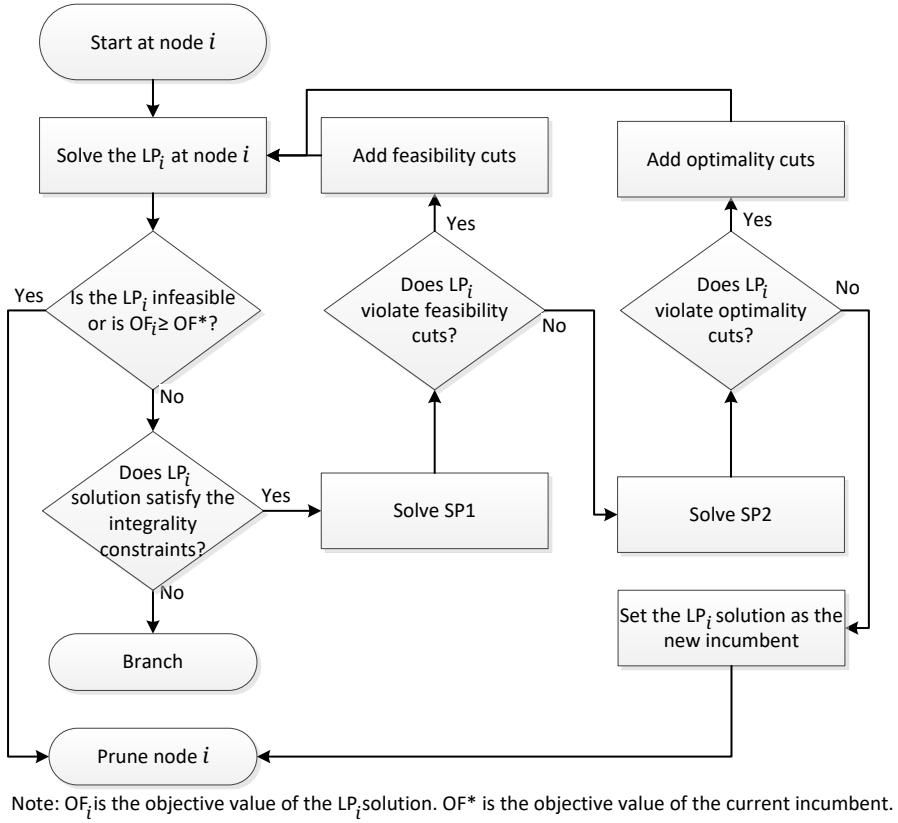 Start at node i
Solve the LPi at node i
Add feasibility cuts
Add optimality cuts
Yes
Yes
Yes
Is the LPi infeasible
or is OFi≥ OF*?
Does LPi
violate feasibility
cuts?
Does LPi
violate optimality
cuts?
No
No
No
Does LPi
solution satisfy the
integrality
constraints?
Yes
Solve SP1
Solve SP2
No
Set the LPi solution as the
new incumbent
Branch
Prune node i
Note: OFi is the objective value of the LPi solution. OF* is the objective value of the current incumbent.